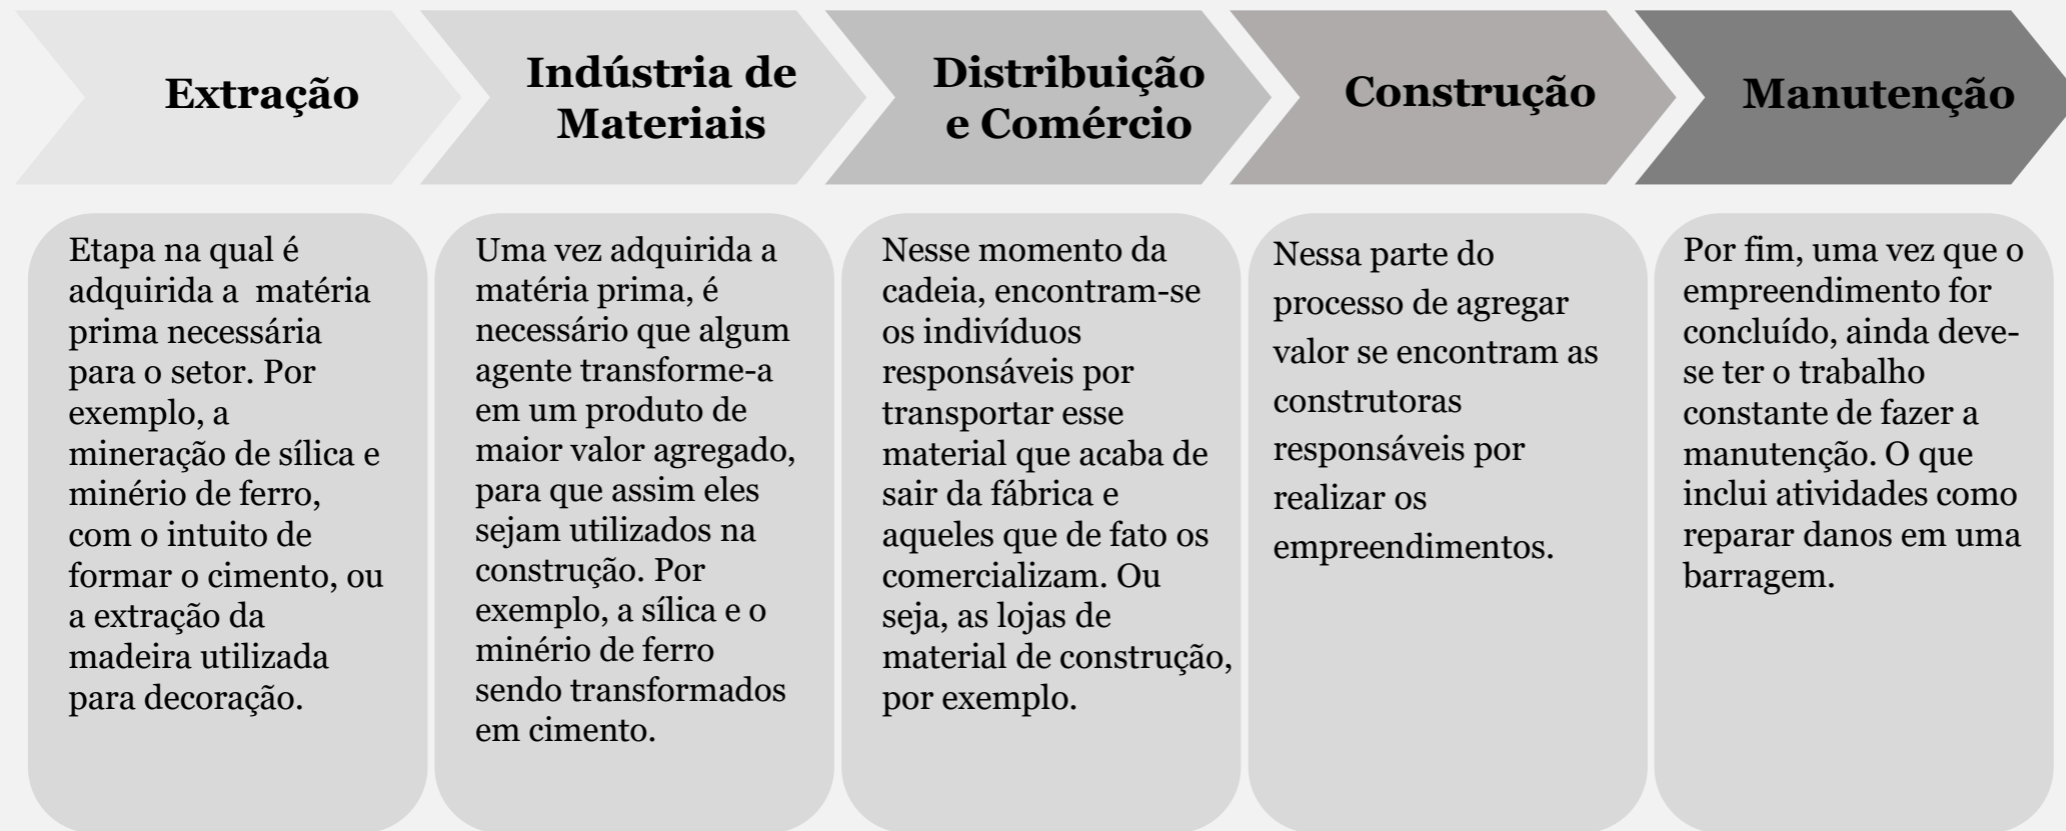 Extração
Indústria de
Materiais
Distribuição
e Comércio
Construção
Manutenção
Etapa na qual é
adquirida a matéria
prima necessária
para o setor. Por
exemplo, a
mineração de sílica e
minério de ferro,
com o intuito de
formar o cimento, ou
a extração da
madeira utilizada
para decoração.
Uma vez adquirida a
matéria prima, é
necessário que algum
agente transforme-a
em um produto de
maior valor agregado,
para que assim eles
sejam utilizados na
construção. Por
exemplo, a sílica e o
minério de ferro
sendo transformados
em cimento.
Nesse momento da
cadeia, encontram-se
os indivíduos
responsáveis por
transportar esse
material que acaba de
sair da fábrica e
aqueles que de fato os
comercializam. Ou
seja, as lojas de
material de construção,
por exemplo.
Nessa parte do
processo de agregar
valor se encontram as
construtoras
responsáveis por
realizar os
empreendimentos.
Por fim, uma vez que o
empreendimento for
concluído, ainda deve-
se ter o trabalho
constante de fazer a
manutenção. O que
inclui atividades como
reparar danos em uma
barragem.